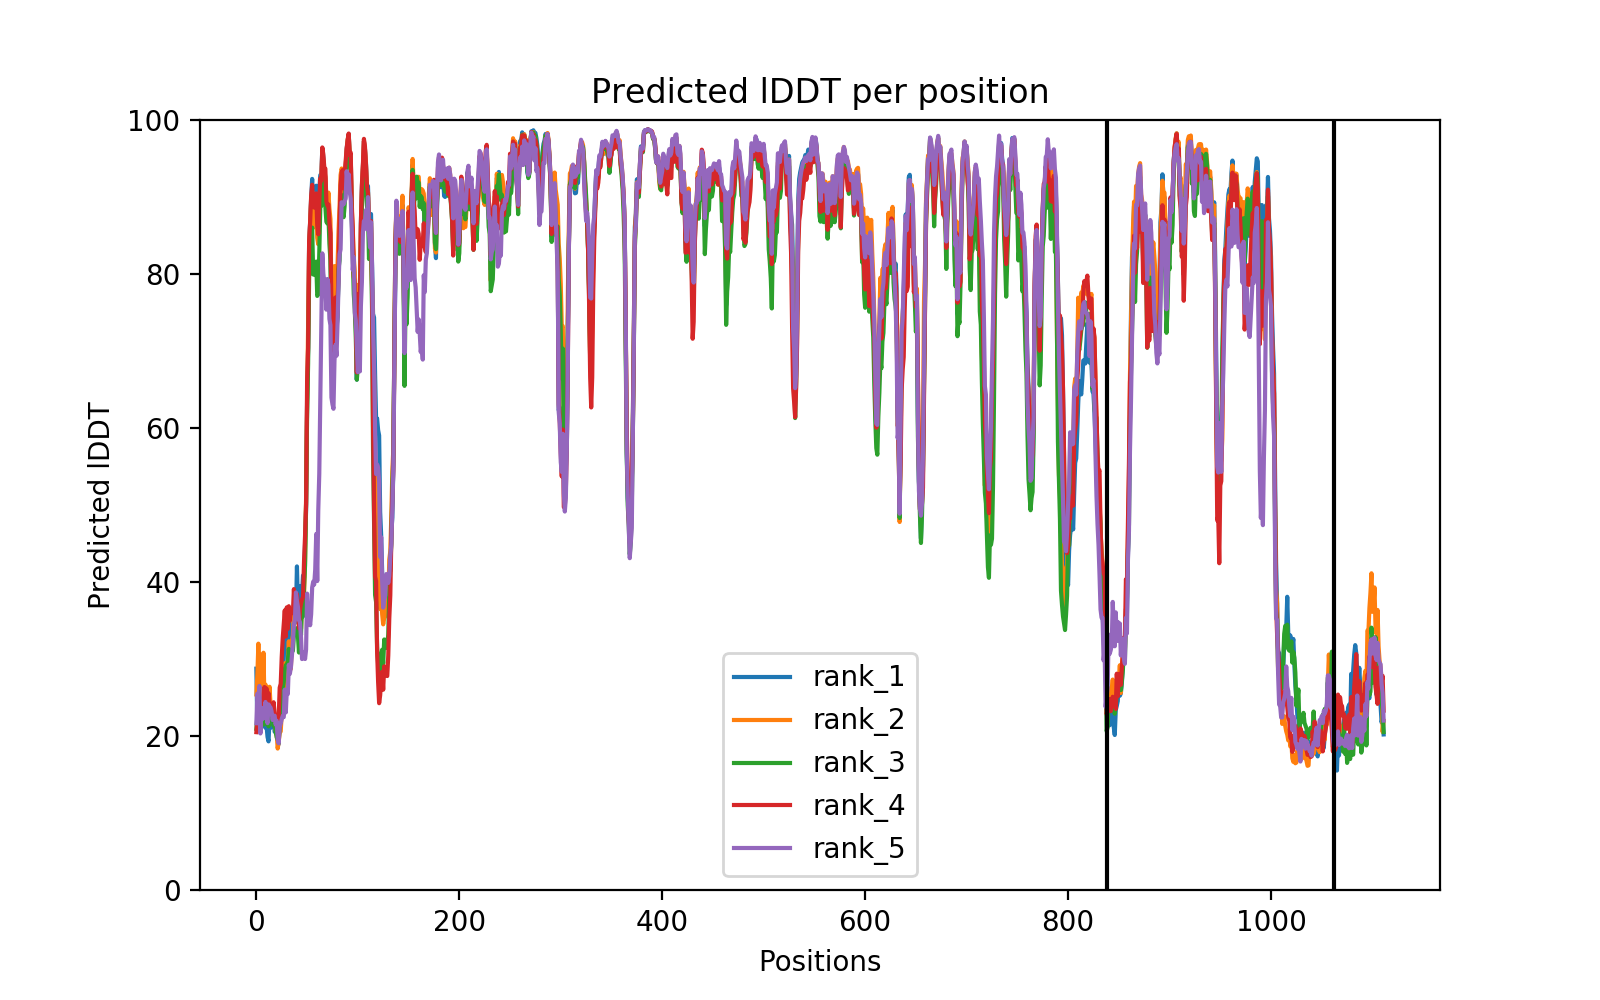 Predicted lDDT per position
100
80
60
40
20
0
Predicted lDDT
rank_1
rank_2
rank_3
rank_4
rank_5
0 200 400 600 800 1000
Positions